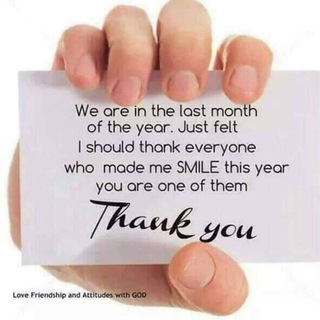 We are in the last month
of the year. Just felt
I should thank everyone
who made me SMILE this year
you are one of them
Thank you
Love Friendship and Attitudes with GOD